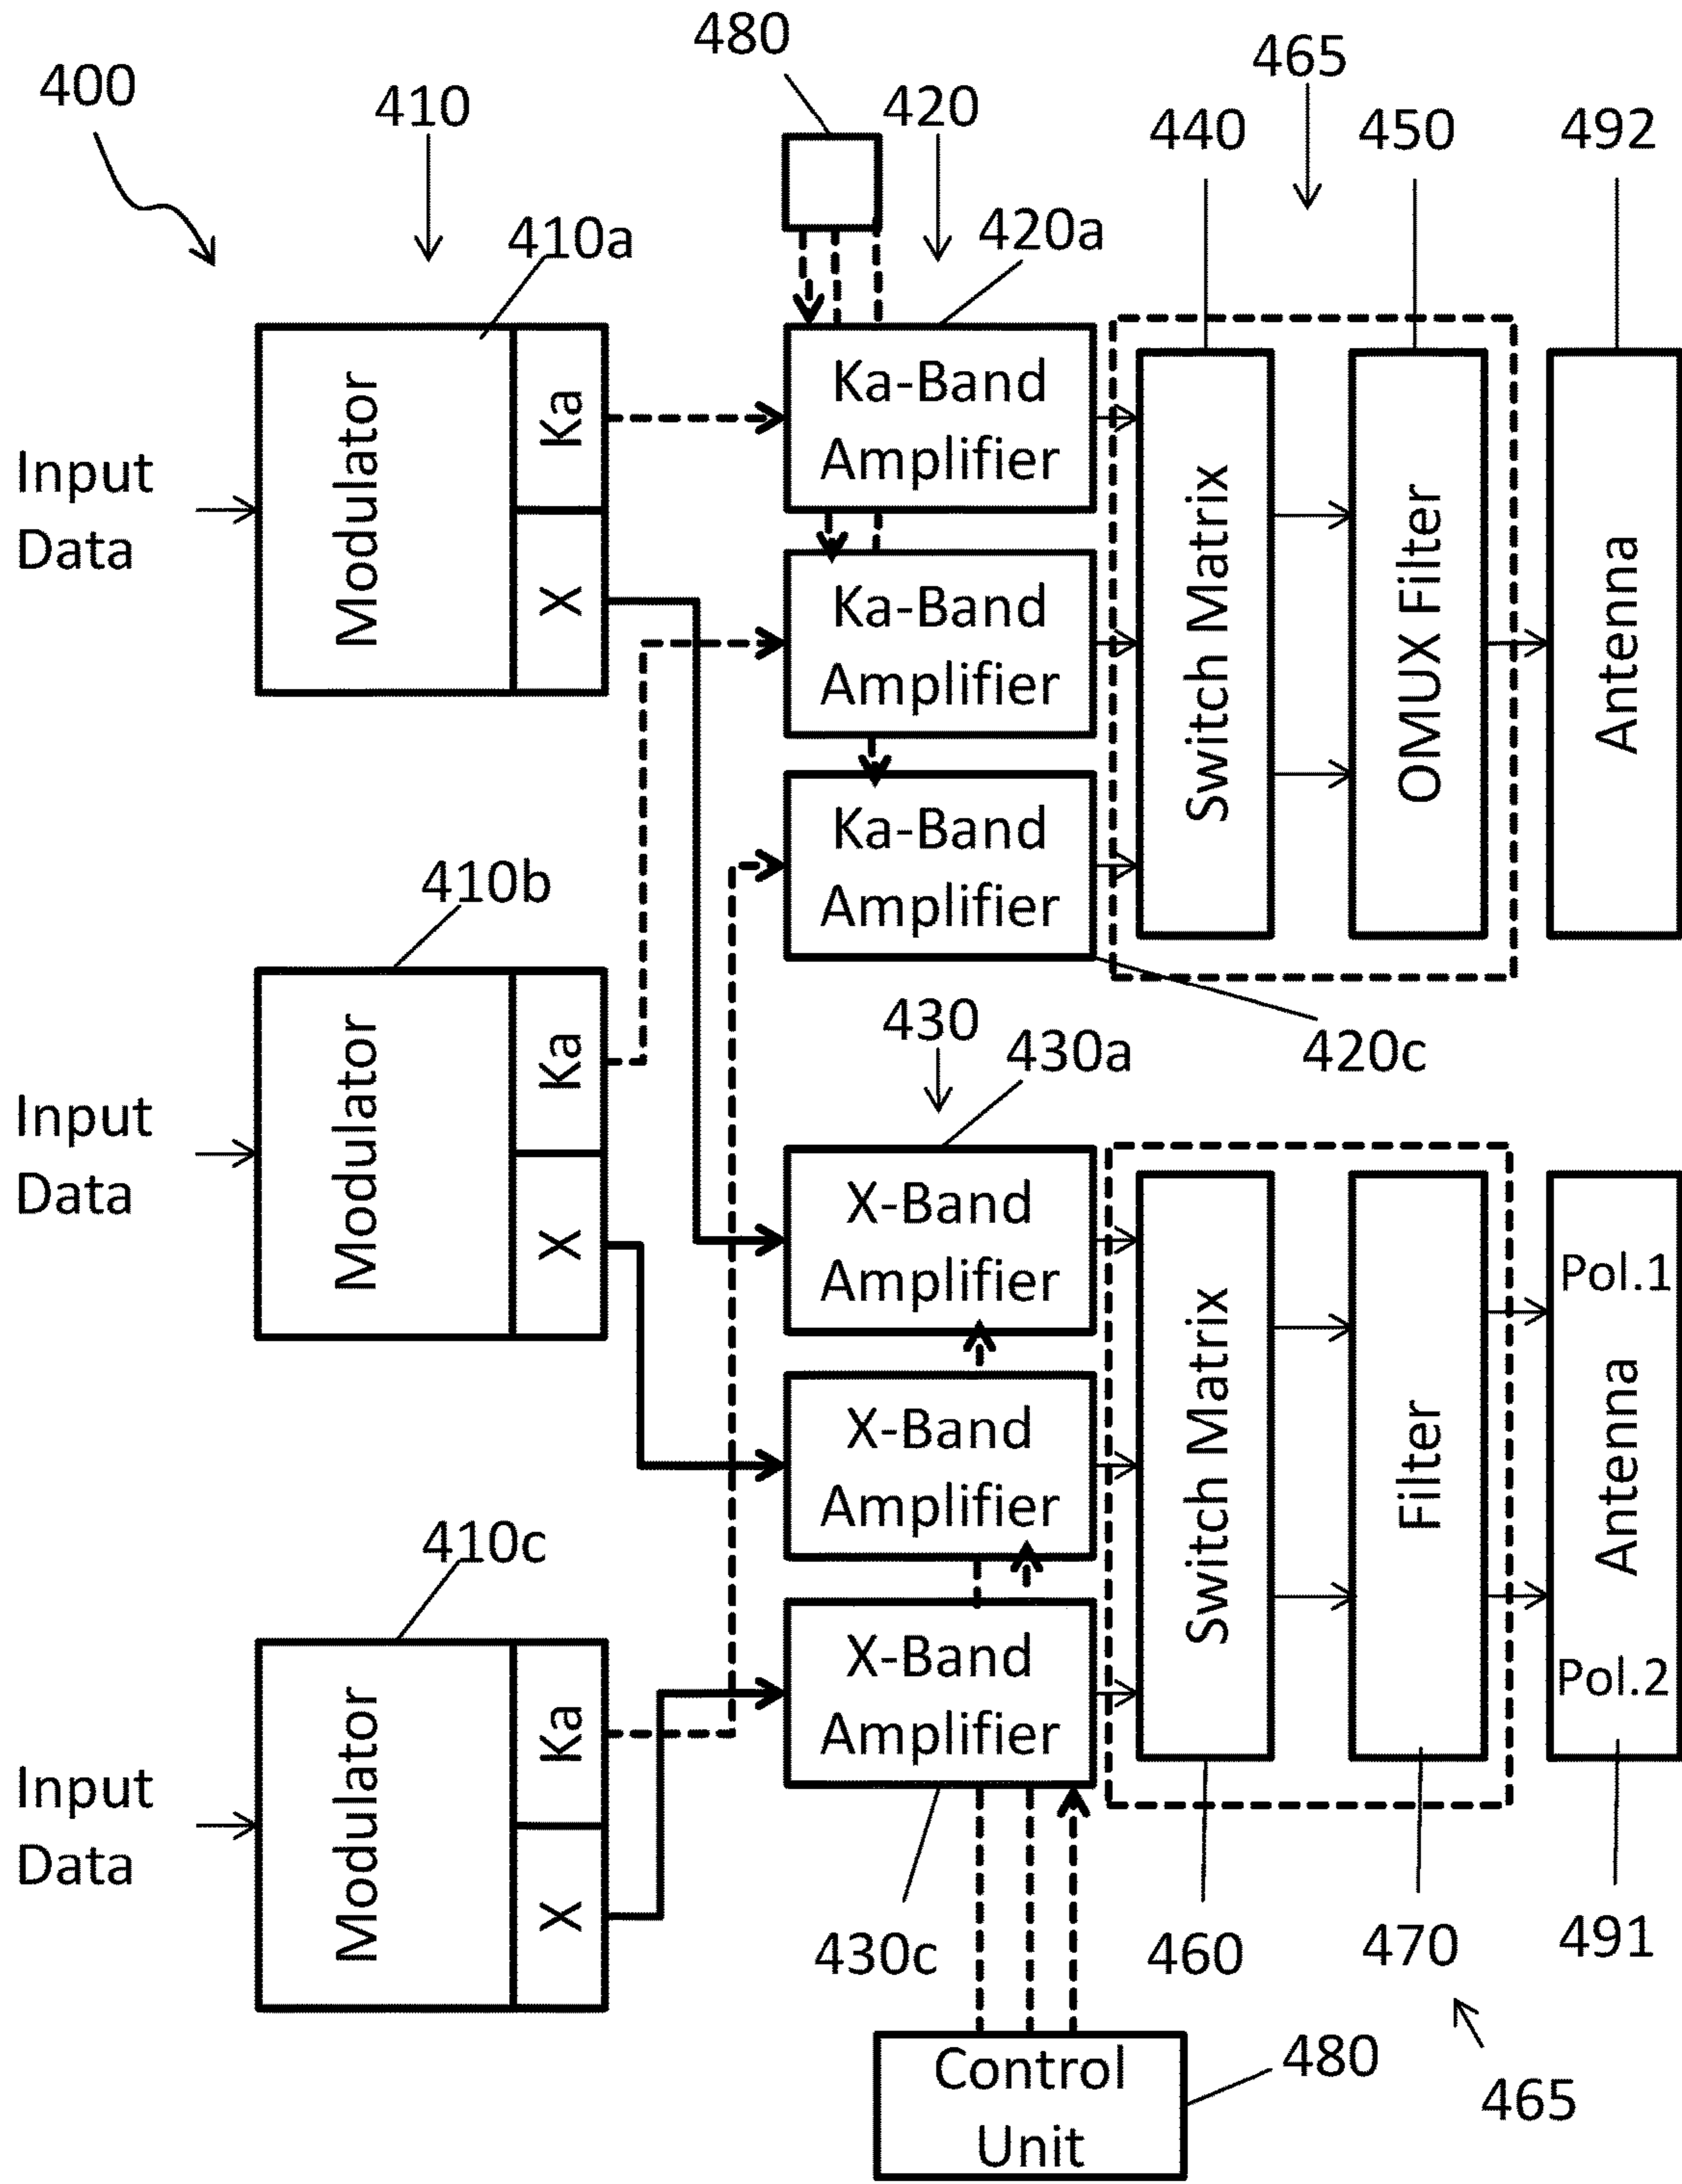 480
465
400
410
420
440
450
492
410a
420a
Input
Data
Modulator
Ka
X
Ka-Band
Amplifier
Ka-Band
Amplifier
Ka-Band
Amplifier
Switch Matrix
OMUX Filter
Antenna
410b
420c
Input
Data
Modulator
Ka
X
430
430a
X-Band
Amplifier
X-Band
Amplifier
X-Band
Amplifier
Switch Matrix
Filter
Pol.1
Antenna
Pol.2
410c
Input
Data
Modulator
Ka
X
430c
460
470
491
Control
Unit
480
465